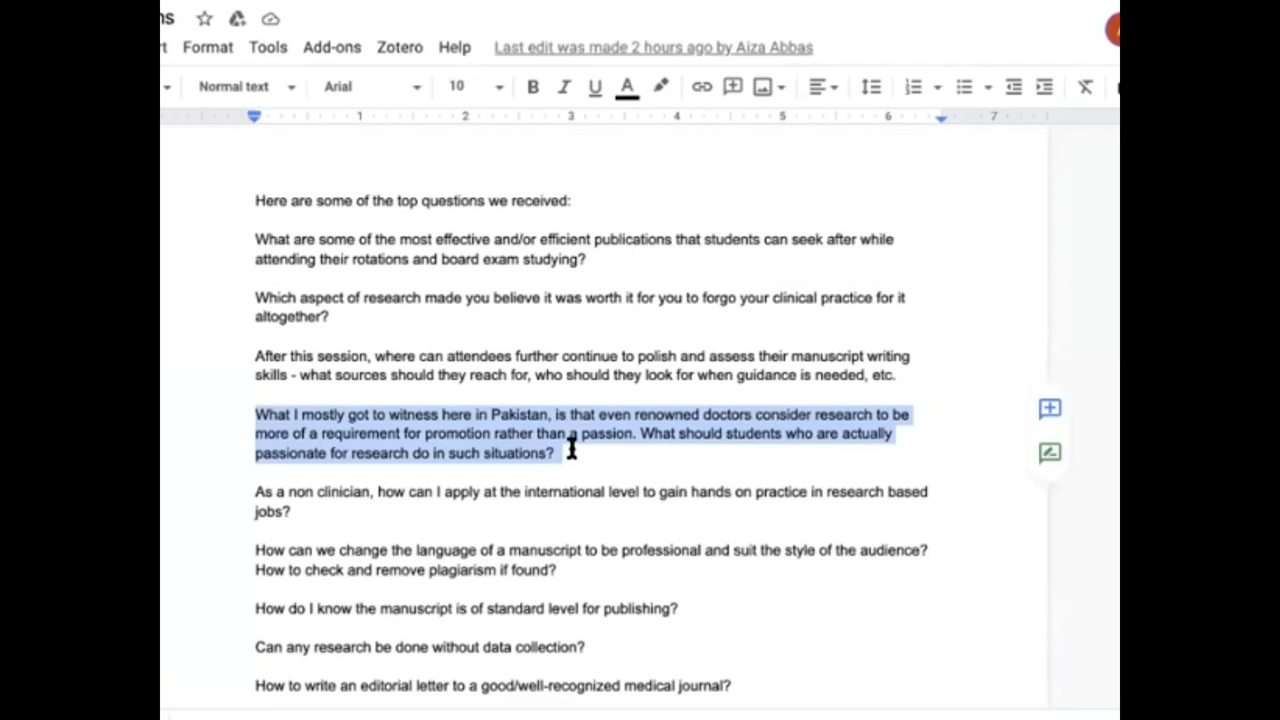 ns
t Format Tools Add-ons Zotero Help Last edit was made 2 hours ago by Aiza Abbas
Normal text Arial 10 B I U A
1 2 3 4 5 6 7
Here are some of the top questions we received:
What are some of the most effective and/or efficient publications that students can seek after while
attending their rotations and board exam studying?
Which aspect of research made you believe it was worth it for you to forgo your clinical practice for it
altogether?
After this session, where can attendees further continue to polish and assess their manuscript writing
skills - what sources should they reach for, who should they look for when guidance is needed, etc.
What I mostly got to witness here in Pakistan, is that even renowned doctors consider research to be
more of a requirement for promotion rather than a passion. What should students who are actually
passionate for research do in such situations?
As a non clinician, how can I apply at the international level to gain hands on practice in research based
jobs?
How can we change the language of a manuscript to be professional and suit the style of the audience?
How to check and remove plagiarism if found?
How do I know the manuscript is of standard level for publishing?
Can any research be done without data collection?
How to write an editorial letter to a good/well-recognized medical journal?